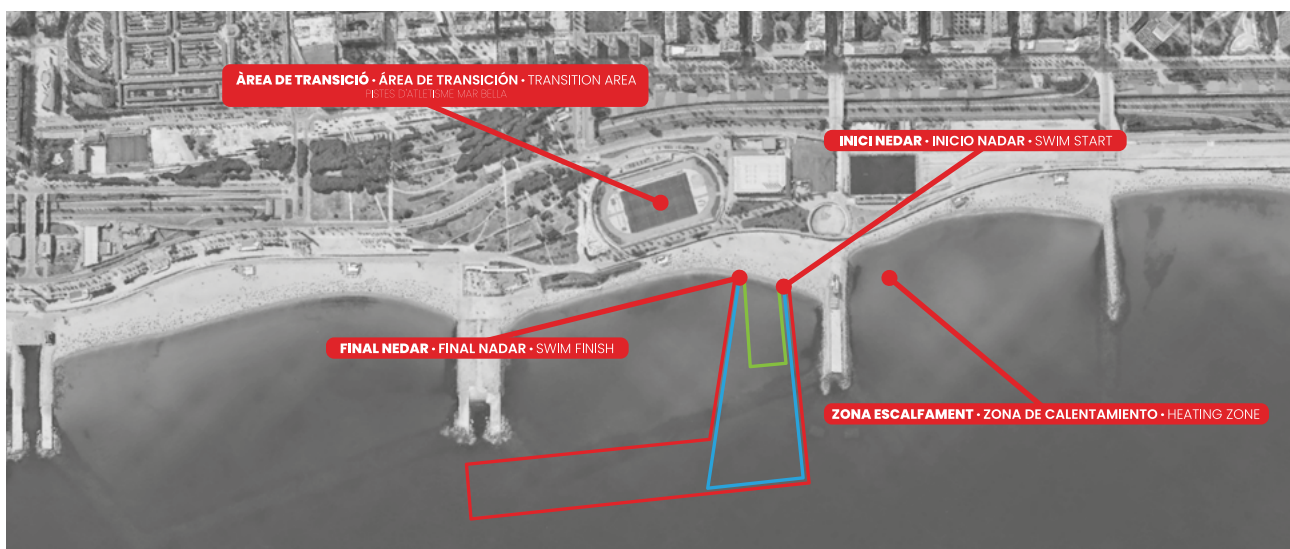 ÀREA DE TRANSICIÓ • ÁREA DE TRANSICIÓN • TRANSITION AREA
PISTES D'ATLETISME MAR BELLA
INICI NEDAR • INICIO NADAR • SWIM START
FINAL NEDAR • FINAL NADAR • SWIM FINISH
ZONA ESCALFAMENT • ZONA DE CALENTAMIENTO • HEATING ZONE